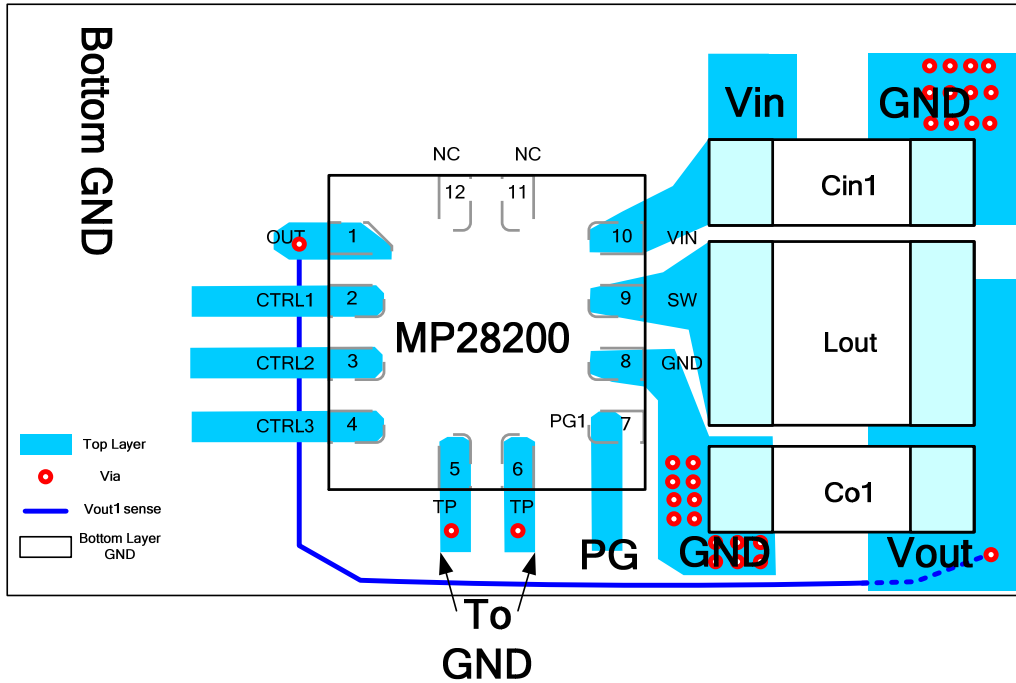 Bottom GND
Vin
GND
NC
NC
12
11
Cin1
OUT
1
10
VIN
CTRL1
2
9
SW
MP28200
Lout
CTRL2
3
8
GND
CTRL3
4
PG1
7
Top Layer
5
6
Via
TP
TP
Co1
Vout1 sense
Bottom Layer
GND
PG
GND
Vout
To
GND